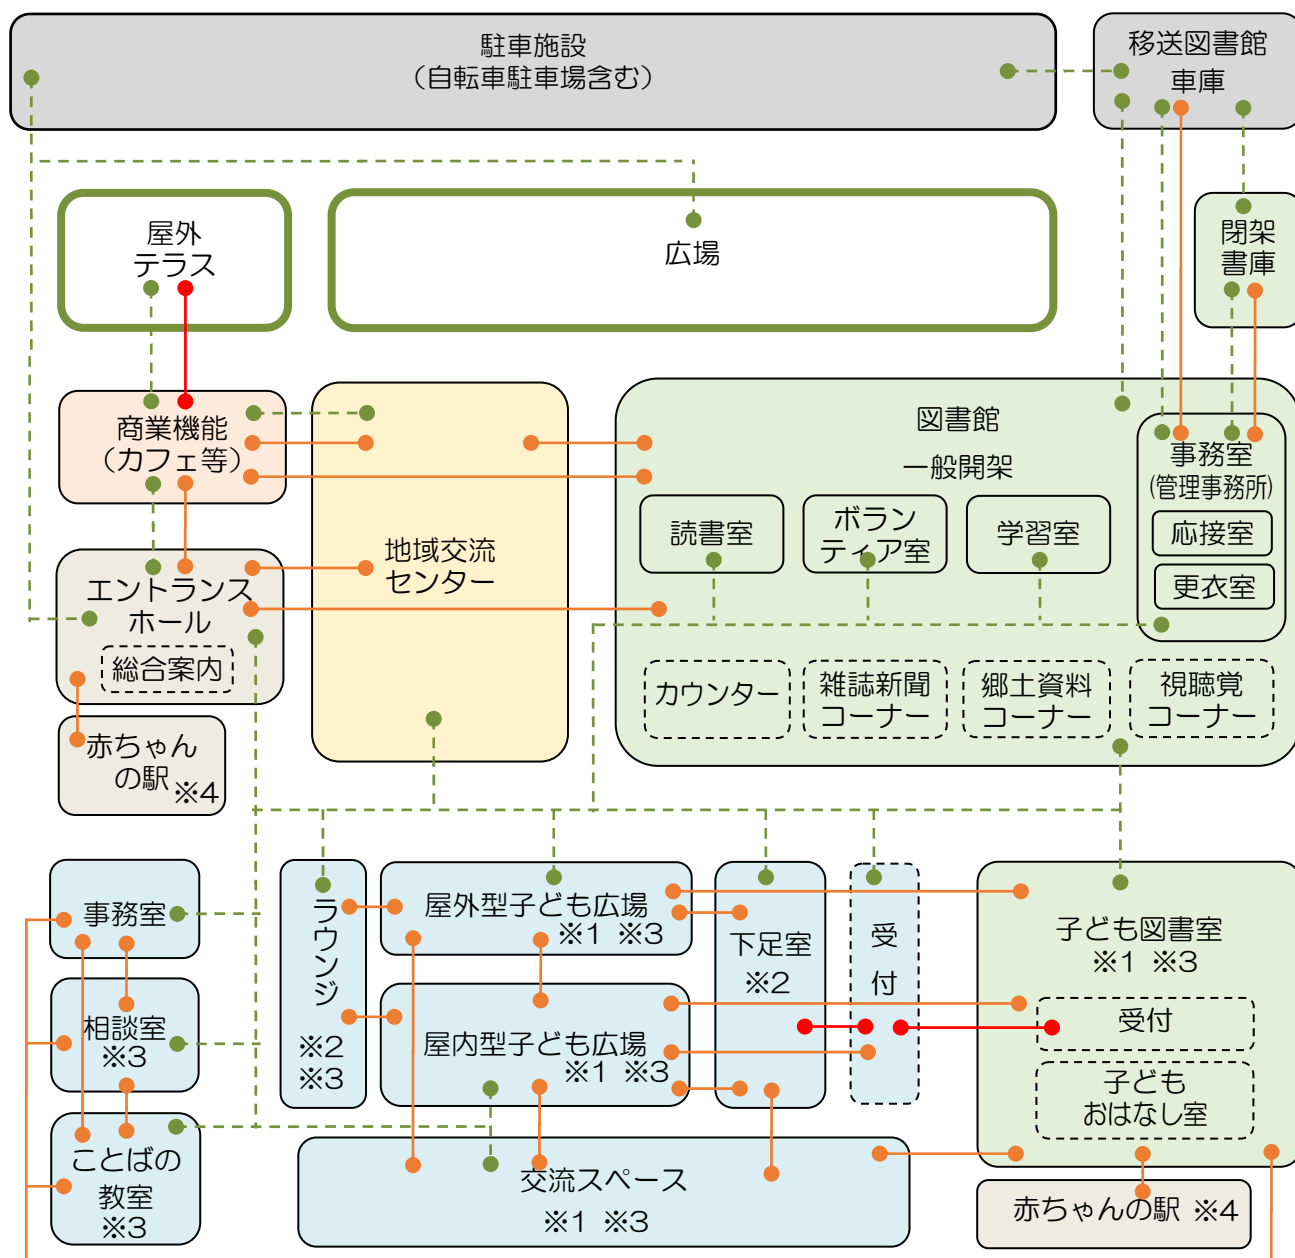 駐車施設
（自転車駐車場含む）
移送図書館
車庫
屋外
テラス
広場
閉架
書庫
商業機能
（カフェ等）
地域交流
センター
図書館
一般開架
読書室
ボラン
ティア室
学習室
事務室
(管理事務所)
応接室
更衣室
エントランス
ホール
総合案内
カウンター
雑誌新聞
コーナー
郷土資料
コーナー
視聴覚
コーナー
赤ちゃん
の駅 ※4
事務室
相談室
※3
ことばの
教室
※3
ラウンジ
※2
※3
屋外型子ども広場
※1 ※3
屋内型子ども広場
※1 ※3
下足室
※2
受付
子ども図書室
※1 ※3
受付
子ども
おはなし室
交流スペース
※1 ※3
赤ちゃんの駅 ※4